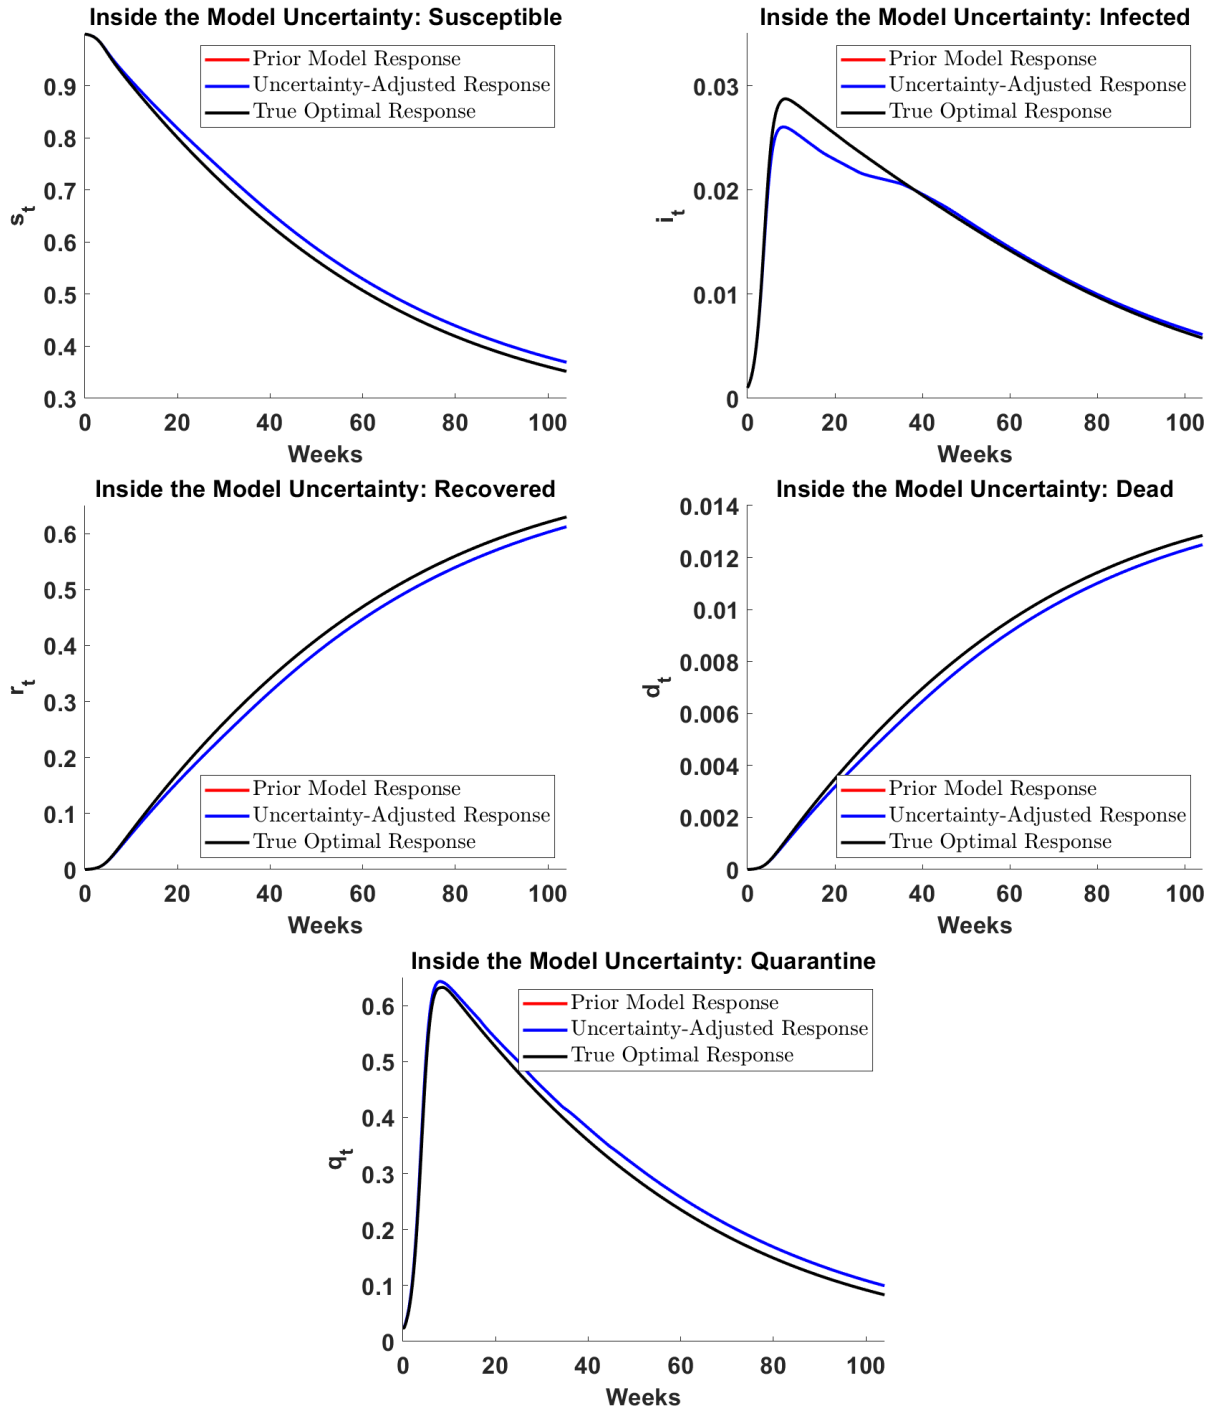 Inside the Model Uncertainty: Susceptible
Prior Model Response
Uncertainty-Adjusted Response
True Optimal Response
0.9
0.8
0.7
0.6
0.5
0.4
0.3
s_t
0 20 40 60 80 100
Weeks
Inside the Model Uncertainty: Infected
Prior Model Response
Uncertainty-Adjusted Response
True Optimal Response
0.03
0.02
0.01
0
i_t
0 20 40 60 80 100
Weeks
Inside the Model Uncertainty: Recovered
0.6
0.5
0.4
0.3
0.2
0.1
0
r_t
Prior Model Response
Uncertainty-Adjusted Response
True Optimal Response
0 20 40 60 80 100
Weeks
Inside the Model Uncertainty: Dead
0.014
0.012
0.01
0.008
0.006
0.004
0.002
0
d_t
Prior Model Response
Uncertainty-Adjusted Response
True Optimal Response
0 20 40 60 80 100
Weeks
Inside the Model Uncertainty: Quarantine
Prior Model Response
Uncertainty-Adjusted Response
True Optimal Response
0.6
0.5
0.4
0.3
0.2
0.1
0
q_t
0 20 40 60 80 100
Weeks